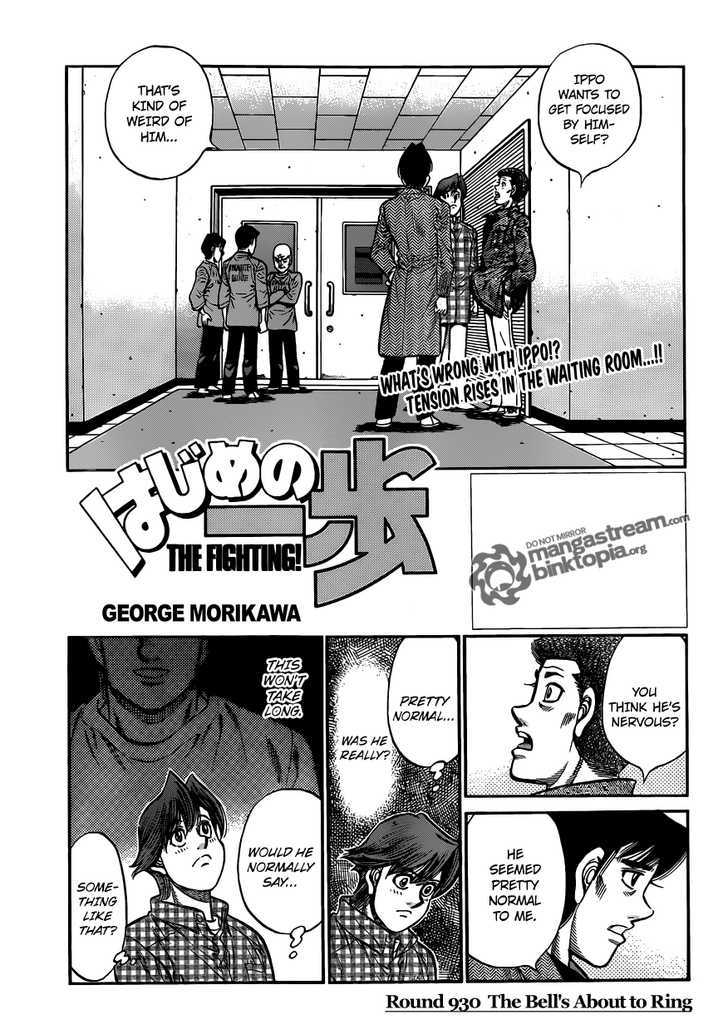 IPPO
WANTS TO
GET FOCUSED
BY HIM-
SELF?
THAT'S
KIND OF
WEIRD OF
HIM...
WHAT'S WRONG WITH IPPO!?
TENSION RISES IN THE WAITING ROOM...!!
はじめの一歩
THE FIGHTING!
GEORGE MORIKAWA
DO NOT MIRROR
mangastream.com
binktopia.org
YOU
THINK HE'S
NERVOUS?
HE
SEEMED
PRETTY
NORMAL
TO ME.
PRETTY
NORMAL...
WAS HE
REALLY?
THIS
WON'T
TAKE
LONG.
WOULD HE
NORMALLY
SAY...
SOME-
THING
LIKE
THAT?
Round 930 The Bell's About to Ring